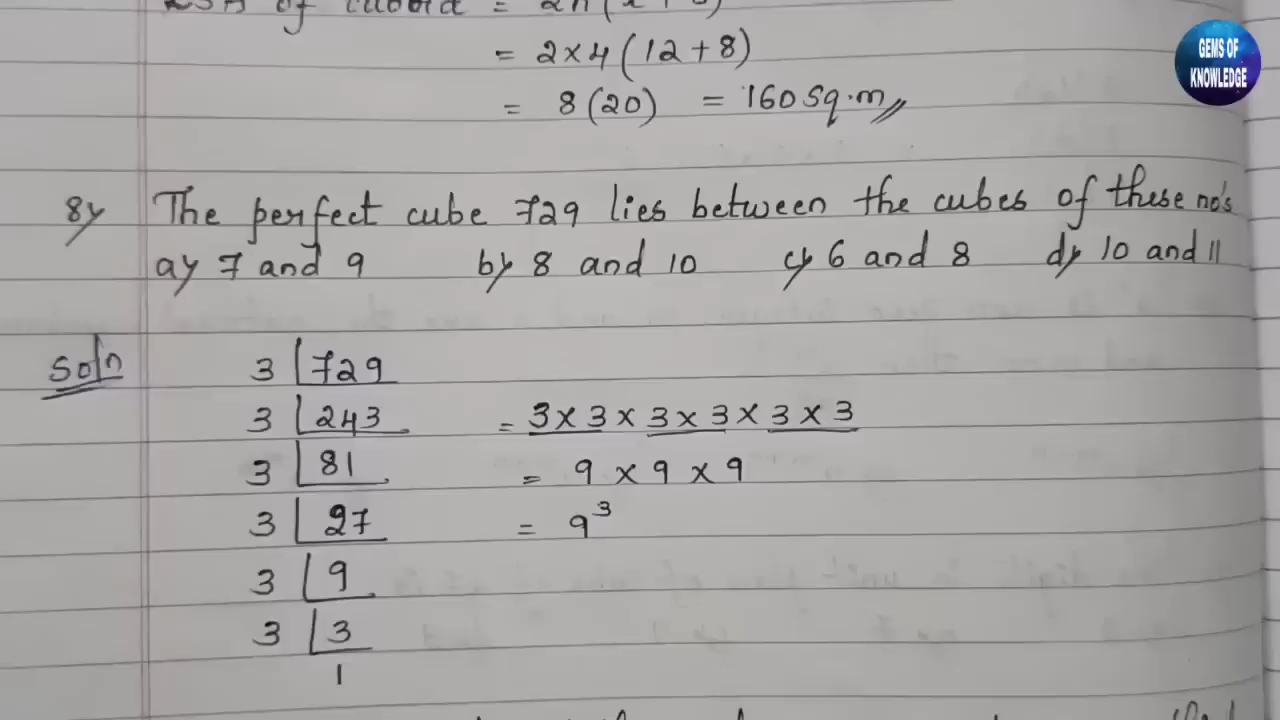 = 2×4(12+8)
= 8(20) = 160 sq.m
GEMS OF
KNOWLEDGE
8) The perfect cube 729 lies between the cubes of these no's
a) 7 and 9 b) 8 and 10 c) 6 and 8 d) 10 and 11
Soln
3 729
3 243 = 3×3×3×3×3×3
3 81 = 9×9×9
3 27 = 9³
3 9
3 3
1